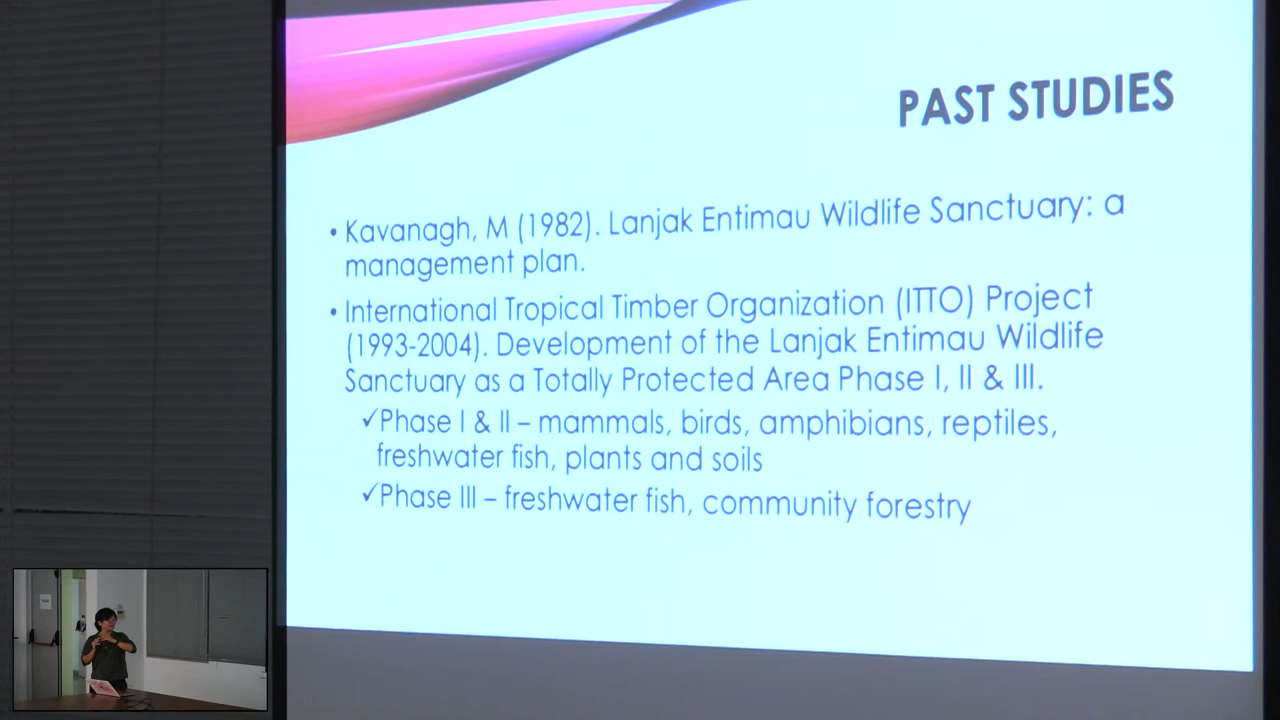 PAST STUDIES
• Kavanagh, M (1982). Lanjak Entimau Wildlife Sanctuary: a
management plan.
• International Tropical Timber Organization (ITTO) Project
(1993-2004). Development of the Lanjak Entimau Wildlife
Sanctuary as a Totally Protected Area Phase I, II & III.
✓Phase I & II – mammals, birds, amphibians, reptiles,
freshwater fish, plants and soils
✓Phase III – freshwater fish, community forestry